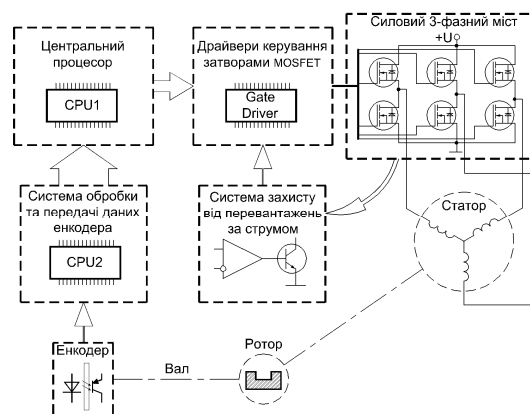 Центральний
процесор
CPU1
Драйвери керування
затворами MOSFET
Gate
Driver
Силовий 3-фазний міст
+U
Система обробки
та передачі даних
енкодера
CPU2
Система захисту
від перевантажень
за струмом
Статор
Енкодер
Вал
Ротор